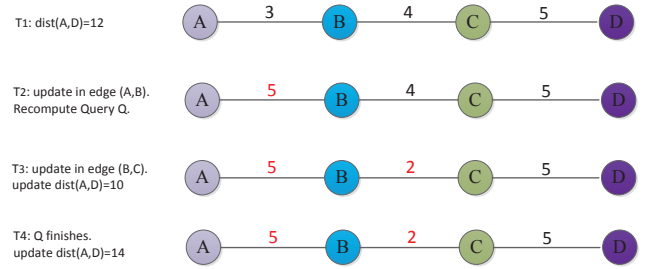 3 4 5
T1: dist(A,D)=12 A B C D
T2: update in edge (A,B). 5 4 5
Recompute Query Q. A B C D
T3: update in edge (B,C). 5 2 5
update dist(A,D)=10 A B C D
T4: Q finishes. 5 2 5
update dist(A,D)=14 A B C D